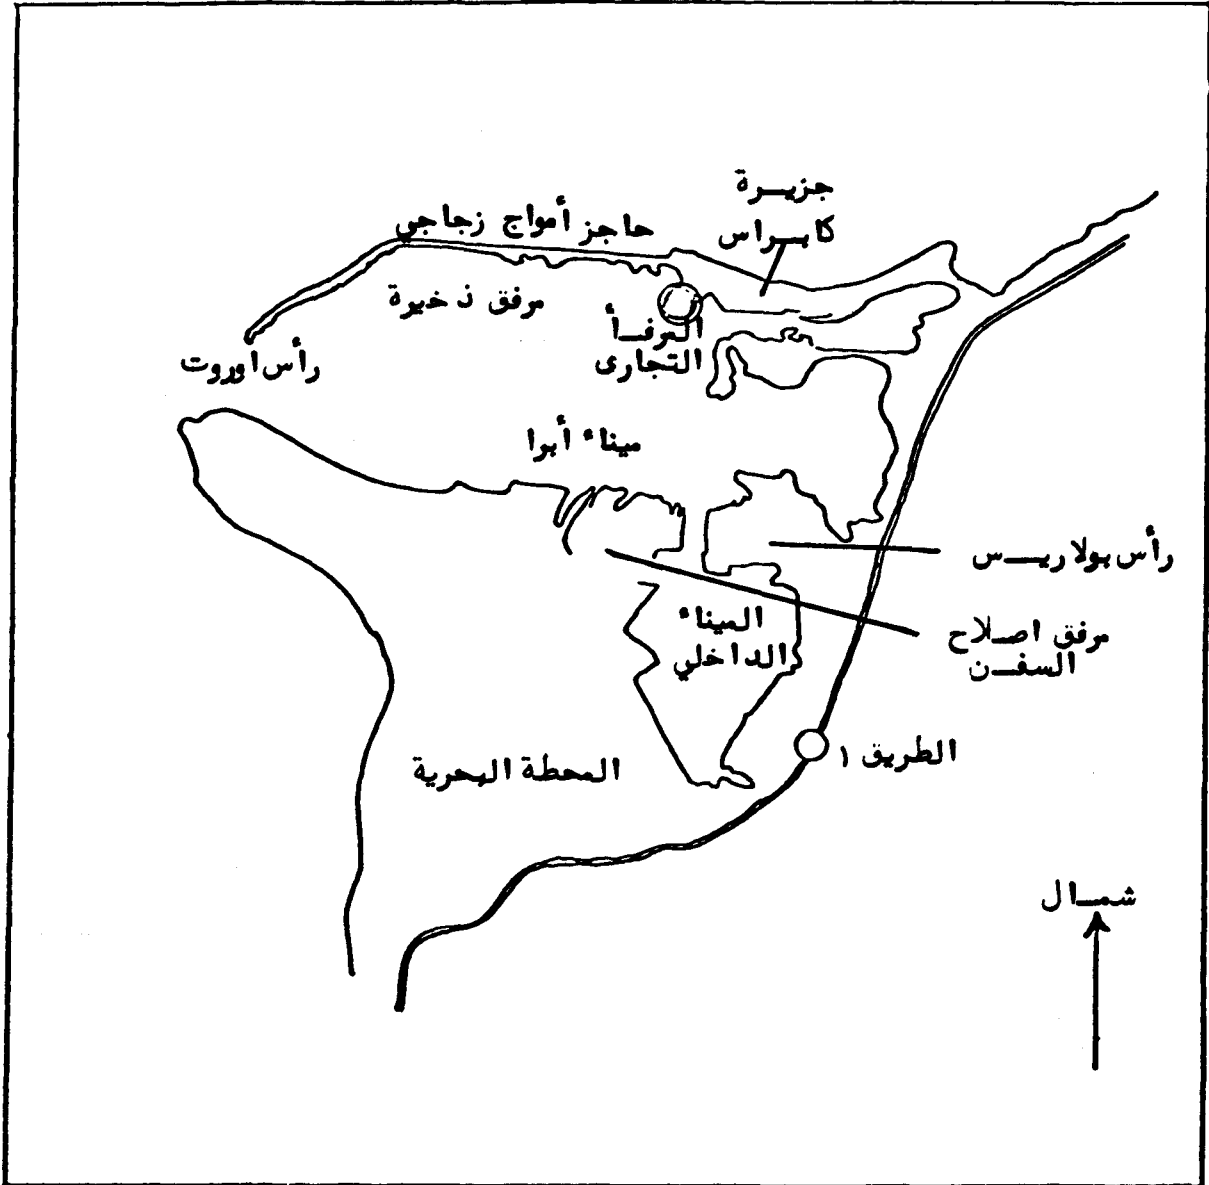 جزيرة
كابراس
حاجز أمواج زجاجي
مرفق ذخيرة
المرفأ
التجارى
رأس اوروت
ميناء أبرا
رأس بولاريس
الميناء
الداخلي
مرفق اصلاح
السفن
الطريق ١
المحطة البحرية
شمال